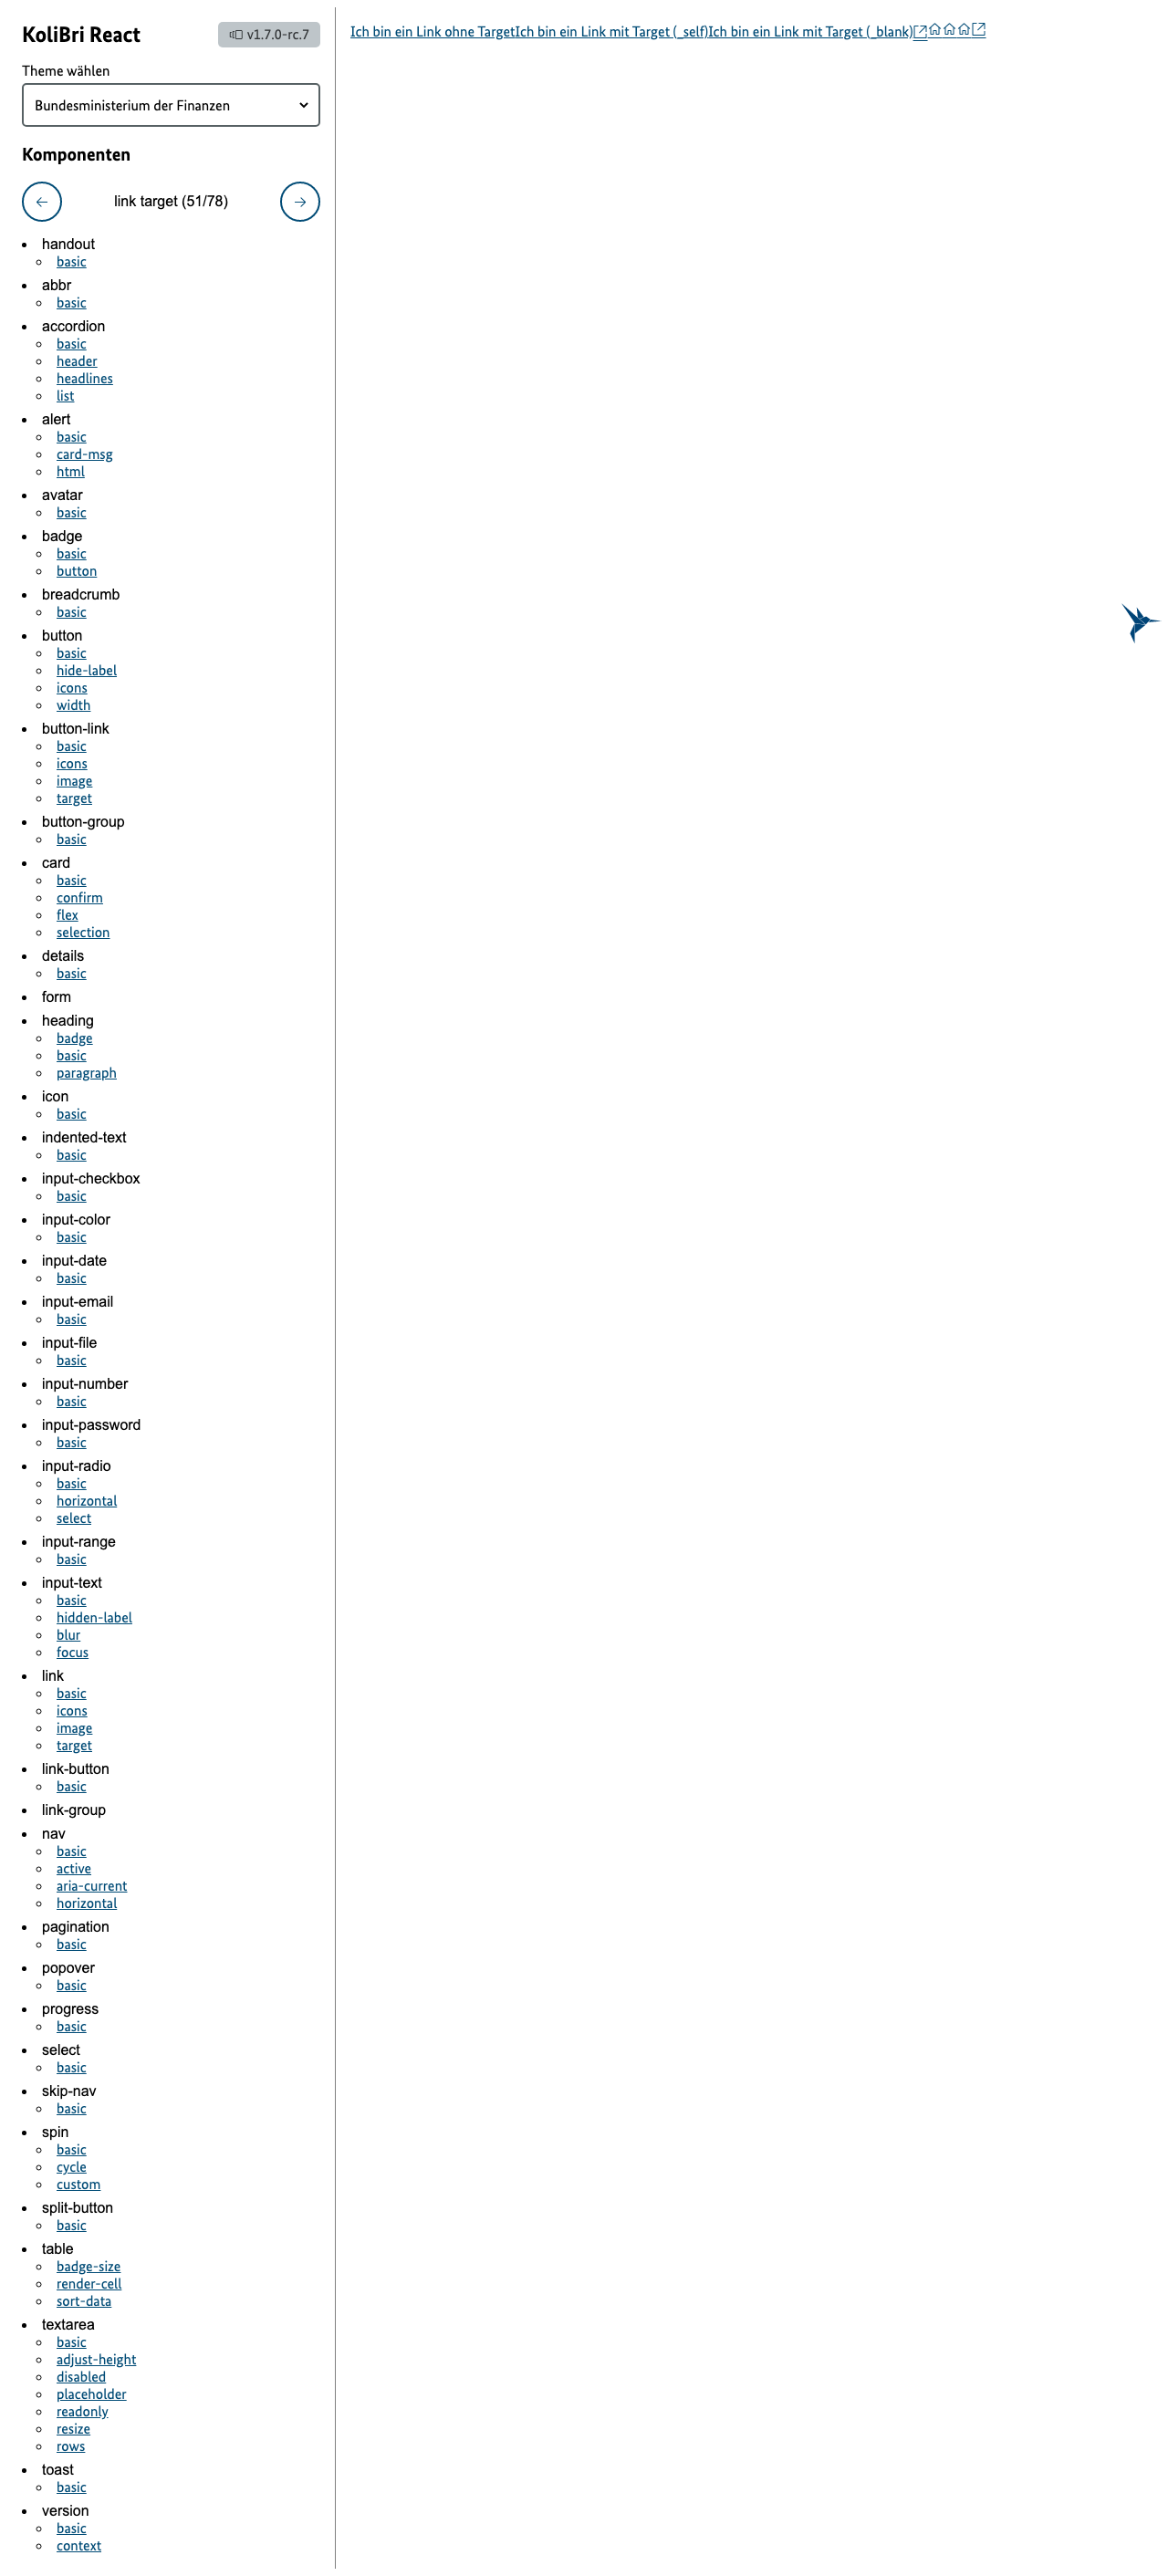 KoliBri React
v1.7.0-rc.7
Theme wählen
Bundesministerium der Finanzen
Komponenten
link target (51/78)
handout
basic
abbr
basic
accordion
basic
header
headlines
list
alert
basic
card-msg
html
avatar
basic
badge
basic
button
breadcrumb
basic
button
basic
hide-label
icons
width
button-link
basic
icons
image
target
button-group
basic
card
basic
confirm
flex
selection
details
basic
form
heading
badge
basic
paragraph
icon
basic
indented-text
basic
input-checkbox
basic
input-color
basic
input-date
basic
input-email
basic
input-file
basic
input-number
basic
input-password
basic
input-radio
basic
horizontal
select
input-range
basic
input-text
basic
hidden-label
blur
focus
link
basic
icons
image
target
link-button
basic
link-group
nav
basic
active
aria-current
horizontal
pagination
basic
popover
basic
progress
basic
select
basic
skip-nav
basic
spin
basic
cycle
custom
split-button
basic
table
badge-size
render-cell
sort-data
textarea
basic
adjust-height
disabled
placeholder
readonly
resize
rows
toast
basic
version
basic
context
Ich bin ein Link ohne TargetIch bin ein Link mit Target (_self)Ich bin ein Link mit Target (_blank)